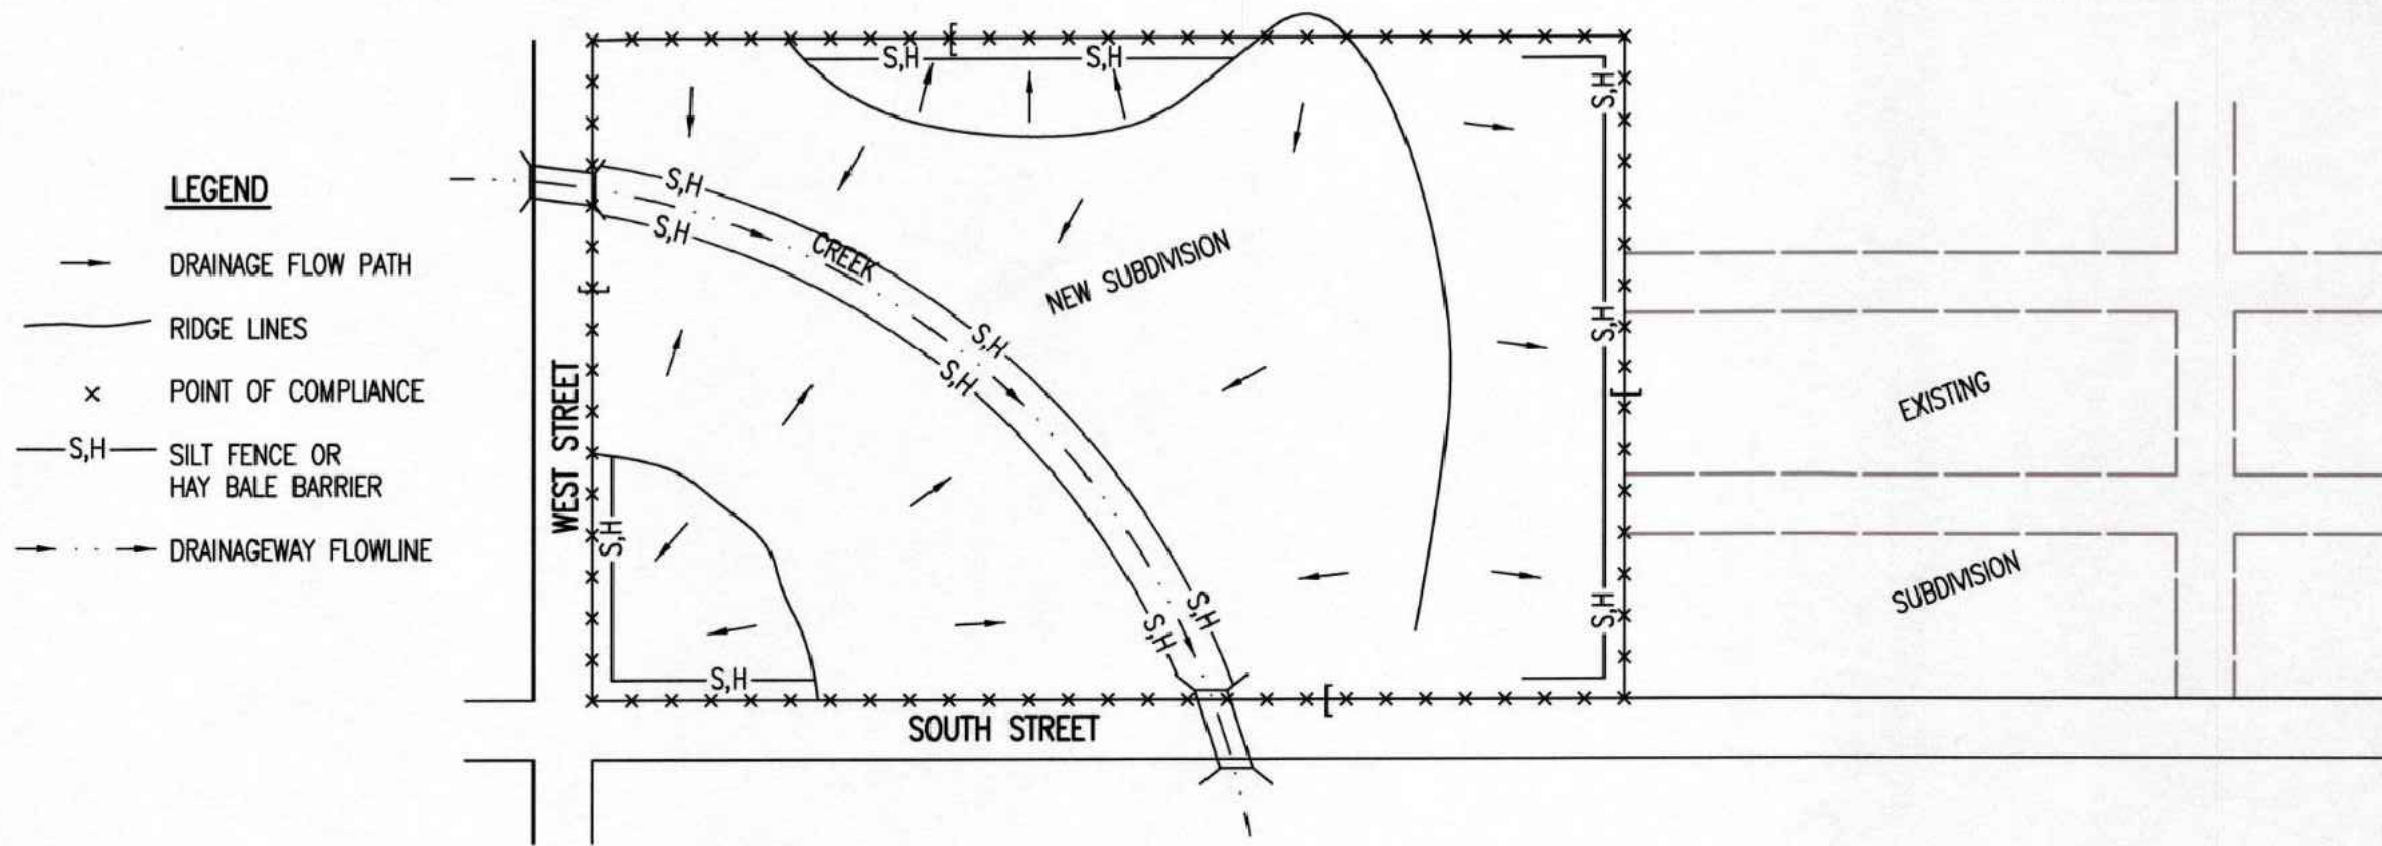 LEGEND
DRAINAGE FLOW PATH
RIDGE LINES
× POINT OF COMPLIANCE
S,H SILT FENCE OR
HAY BALE BARRIER
DRAINAGEWAY FLOWLINE
S,H
S,H
S,H
S,H
S,H
CREEK
NEW SUBDIVISION
S,H
S,H
S,H
WEST STREET
S,H
S,H
S,H
S,H
S,H
S,H
SOUTH STREET
EXISTING
SUBDIVISION